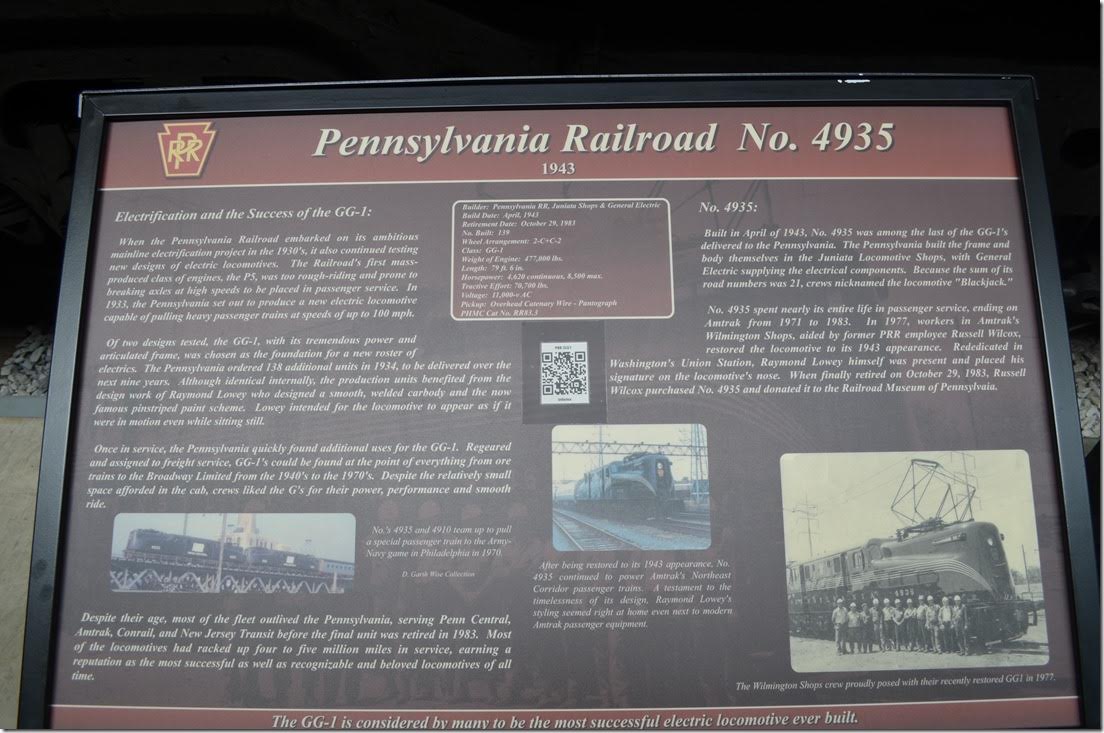 PRR
Pennsylvania Railroad No. 4935
1943
Electrification and the Success of the GG-1:
When the Pennsylvania Railroad embarked on its ambitious
mainline electrification project in the 1930's, it also continued testing
new designs of electric locomotives. The Railroad's first mass-
produced class of engines, the P5, was too rough-riding and prone to
breaking axles at high speeds to be placed in passenger service. In
1933, the Pennsylvania set out to produce a new electric locomotive
capable of pulling heavy passenger trains at speeds of up to 100 mph.
Of two designs tested, the GG-1, with its tremendous power and
articulated frame, was chosen as the foundation for a new roster of
electrics. The Pennsylvania ordered 138 additional units in 1934, to be delivered over the
next nine years. Although identical internally, the production units benefited from the
design work of Raymond Lowey who designed a smooth, welded carbody and the now
famous pinstriped paint scheme. Lowey intended for the locomotive to appear as if it
were in motion even while sitting still.
Once in service, the Pennsylvania quickly found additional uses for the GG-1. Regeared
and assigned to freight service, GG-1's could be found at the point of everything from ore
trains to the Broadway Limited from the 1940's to the 1970's. Despite the relatively small
space afforded in the cab, crews liked the G's for their power, performance and smooth
ride.
No.'s 4935 and 4910 team up to pull
a special passenger train to the Army-
Navy game in Philadelphia in 1970.
D. Garth Wise Collection
Despite their age, most of the fleet outlived the Pennsylvania, serving Penn Central,
Amtrak, Conrail, and New Jersey Transit before the final unit was retired in 1983. Most
of the locomotives had racked up four to five million miles in service, earning a
reputation as the most successful as well as recognizable and beloved locomotives of all
time.
Builder: Pennsylvania RR, Juniata Shops & General Electric
Build Date: April, 1943
Retirement Date: October 29, 1983
No. Built: 139
Wheel Arrangement: 2-C+C-2
Class: GG-1
Weight of Engine: 477,000 lbs.
Length: 79 ft. 6 in.
Horsepower: 4,620 continuous, 8,500 max.
Tractive Effort: 70,700 lbs.
Voltage: 11,000-v AC
Pickup: Overhead Catenary Wire - Pantograph
PHMC Cat No. RR83.3
PRR GG1
No. 4935:
Built in April of 1943, No. 4935 was among the last of the GG-1's
delivered to the Pennsylvania. The Pennsylvania built the frame and
body themselves in the Juniata Locomotive Shops, with General
Electric supplying the electrical components. Because the sum of its
road numbers was 21, crews nicknamed the locomotive "Blackjack."
No. 4935 spent nearly its entire life in passenger service, ending on
Amtrak from 1971 to 1983. In 1977, workers in Amtrak's
Wilmington Shops, aided by former PRR employee Russell Wilcox,
restored the locomotive to its 1943 appearance. Rededicated in
Washington's Union Station, Raymond Lowey himself was present and placed his
signature on the locomotive's nose. When finally retired on October 29, 1983, Russell
Wilcox purchased No. 4935 and donated it to the Railroad Museum of Pennsylvaia.
After being restored to its 1943 appearance, No.
4935 continued to power Amtrak's Northeast
Corridor passenger trains. A testament to the
timelessness of its design, Raymond Lowey's
styling seemed right at home even next to modern
Amtrak passenger equipment.
4935
The Wilmington Shops crew proudly posed with their recently restored GG1 in 1977.
The GG-1 is considered by many to be the most successful electric locomotive ever built.